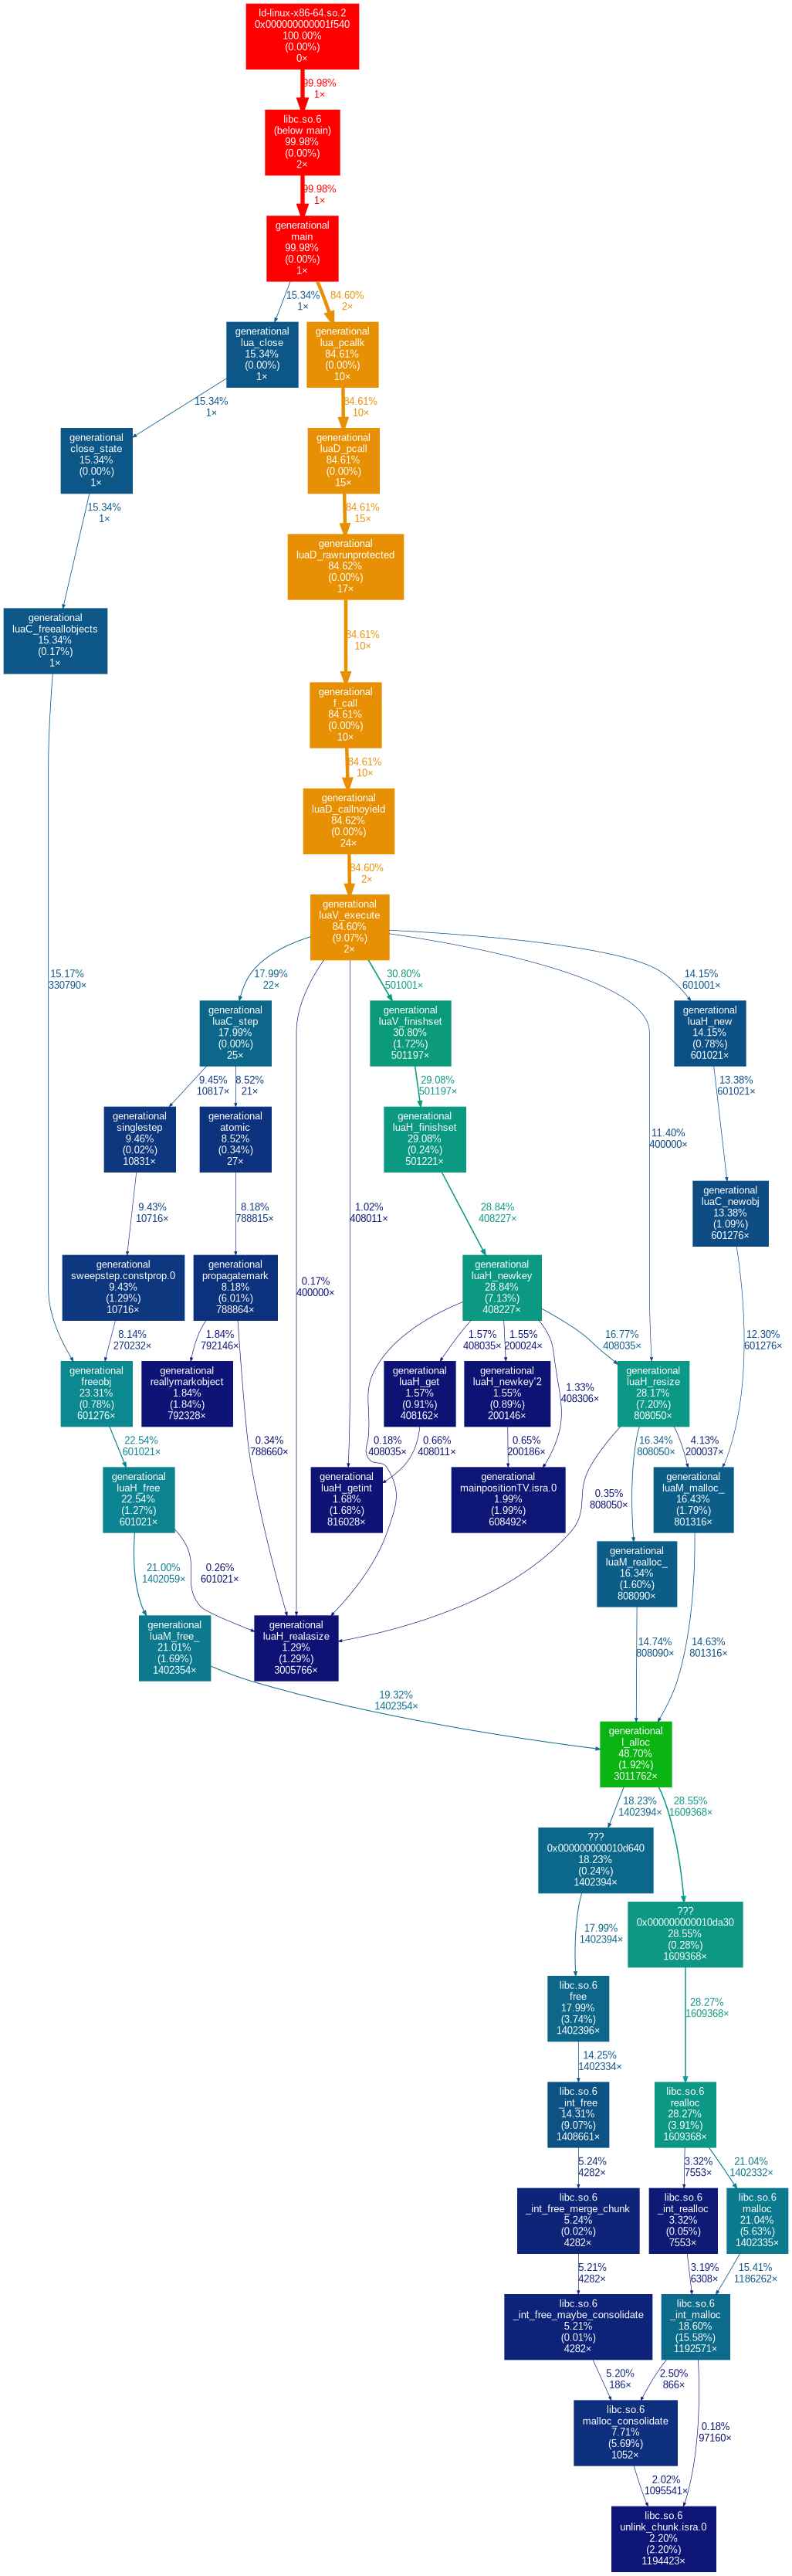 ld-linux-x86-64.so.2
0x000000000001f540
100.00%
(0.00%)
0×
99.98%
1×
libc.so.6
(below main)
99.98%
(0.00%)
2×
99.98%
1×
generational
main
99.98%
(0.00%)
1×
15.34%
1×
84.60%
2×
generational
lua_close
15.34%
(0.00%)
1×
generational
lua_pcallk
84.61%
(0.00%)
10×
15.34%
1×
84.61%
10×
generational
close_state
15.34%
(0.00%)
1×
generational
luaD_pcall
84.61%
(0.00%)
15×
15.34%
1×
84.61%
15×
generational
luaD_rawrunprotected
84.62%
(0.00%)
17×
generational
luaC_freeallobjects
15.34%
(0.17%)
1×
84.61%
10×
generational
f_call
84.61%
(0.00%)
10×
84.61%
10×
generational
luaD_callnoyield
84.62%
(0.00%)
24×
84.60%
2×
generational
luaV_execute
84.60%
(9.07%)
2×
15.17%
330790×
17.99%
22×
30.80%
501001×
14.15%
601001×
generational
luaC_step
17.99%
(0.00%)
25×
generational
luaV_finishset
30.80%
(1.72%)
501197×
generational
luaH_new
14.15%
(0.78%)
601021×
9.45%
10817×
8.52%
21×
29.08%
501197×
13.38%
601021×
generational
singlestep
9.46%
(0.02%)
10831×
generational
atomic
8.52%
(0.34%)
27×
generational
luaH_finishset
29.08%
(0.24%)
501221×
11.40%
400000×
generational
luaC_newobj
13.38%
(1.09%)
601276×
9.43%
10716×
8.18%
788815×
1.02%
408011×
28.84%
408227×
generational
sweepstep.constprop.0
9.43%
(1.29%)
10716×
generational
propagatemark
8.18%
(6.01%)
788864×
0.17%
400000×
generational
luaH_newkey
28.84%
(7.13%)
408227×
8.14%
270232×
1.84%
792146×
1.57%
408035×
1.55%
200024×
16.77%
408035×
12.30%
601276×
generational
freeobj
23.31%
(0.78%)
601276×
generational
reallymarkobject
1.84%
(1.84%)
792328×
generational
luaH_get
1.57%
(0.91%)
408162×
generational
luaH_newkey'2
1.55%
(0.89%)
200146×
1.33%
408306×
generational
luaH_resize
28.17%
(7.20%)
808050×
22.54%
601021×
0.34%
788660×
0.18%
408035×
0.66%
408011×
0.65%
200186×
16.34%
808050×
4.13%
200037×
generational
luaH_free
22.54%
(1.27%)
601021×
generational
luaH_getint
1.68%
(1.68%)
816028×
generational
mainpositionTV.isra.0
1.99%
(1.99%)
608492×
0.35%
808050×
generational
luaM_malloc_
16.43%
(1.79%)
801316×
21.00%
1402059×
0.26%
601021×
generational
luaM_realloc_
16.34%
(1.60%)
808090×
generational
luaM_free_
21.01%
(1.69%)
1402354×
generational
luaH_realasize
1.29%
(1.29%)
3005766×
14.74%
808090×
14.63%
801316×
19.32%
1402354×
generational
l_alloc
48.70%
(1.92%)
3011762×
18.23%
1402394×
28.55%
1609368×
???
0x000000000010d640
18.23%
(0.24%)
1402394×
???
0x000000000010da30
28.55%
(0.28%)
1609368×
17.99%
1402394×
28.27%
1609368×
libc.so.6
free
17.99%
(3.74%)
1402396×
14.25%
1402334×
libc.so.6
_int_free
14.31%
(9.07%)
1408661×
libc.so.6
realloc
28.27%
(3.91%)
1609368×
5.24%
4282×
3.32%
7553×
21.04%
1402332×
libc.so.6
_int_free_merge_chunk
5.24%
(0.02%)
4282×
libc.so.6
_int_realloc
3.32%
(0.05%)
7553×
libc.so.6
malloc
21.04%
(5.63%)
1402335×
5.21%
4282×
3.19%
6308×
15.41%
1186262×
libc.so.6
_int_free_maybe_consolidate
5.21%
(0.01%)
4282×
libc.so.6
_int_malloc
18.60%
(15.58%)
1192571×
5.20%
186×
2.50%
866×
libc.so.6
malloc_consolidate
7.71%
(5.69%)
1052×
0.18%
97160×
2.02%
1095541×
libc.so.6
unlink_chunk.isra.0
2.20%
(2.20%)
1194423×